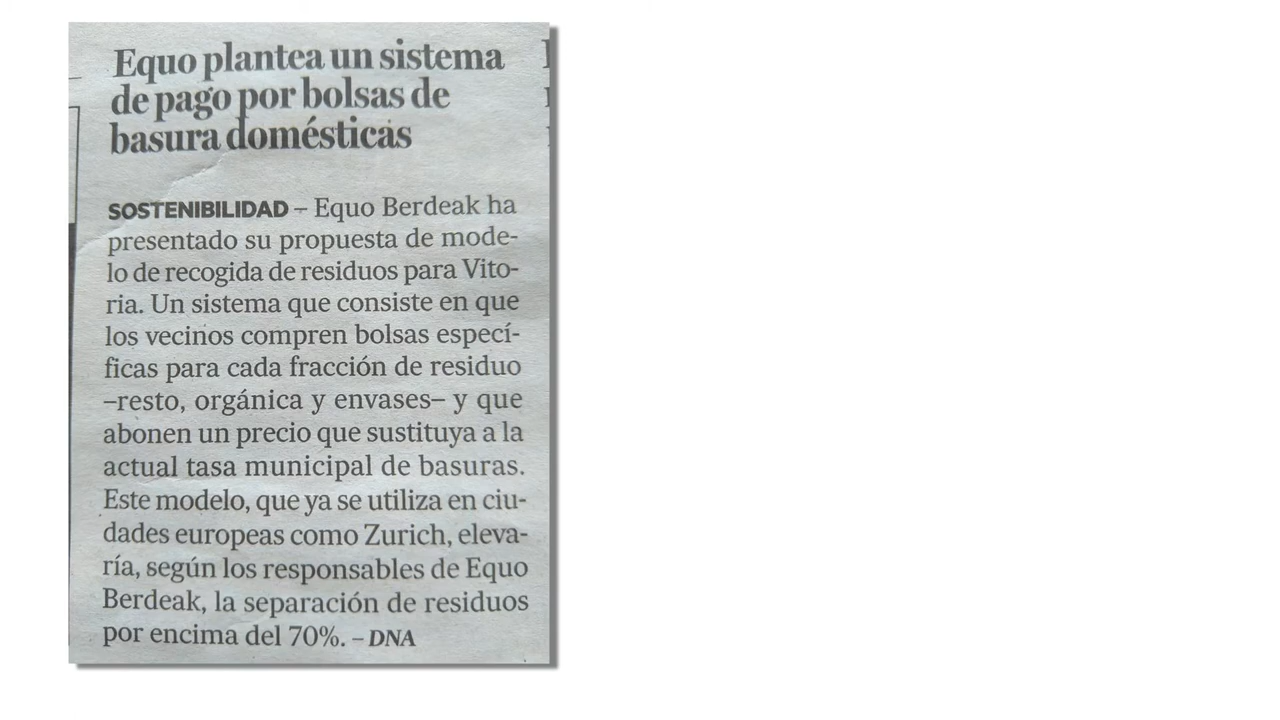 Equo plantea un sistema
de pago por bolsas de
basura domésticas
SOSTENIBILIDAD – Equo Berdeak ha
presentado su propuesta de mode-
lo de recogida de residuos para Vito-
ria. Un sistema que consiste en que
los vecinos compren bolsas especí-
ficas para cada fracción de residuo
–resto, orgánica y envases– y que
abonen un precio que sustituya a la
actual tasa municipal de basuras.
Este modelo, que ya se utiliza en ciu-
dades europeas como Zurich, eleva-
ría, según los responsables de Equo
Berdeak, la separación de residuos
por encima del 70%. – DNA